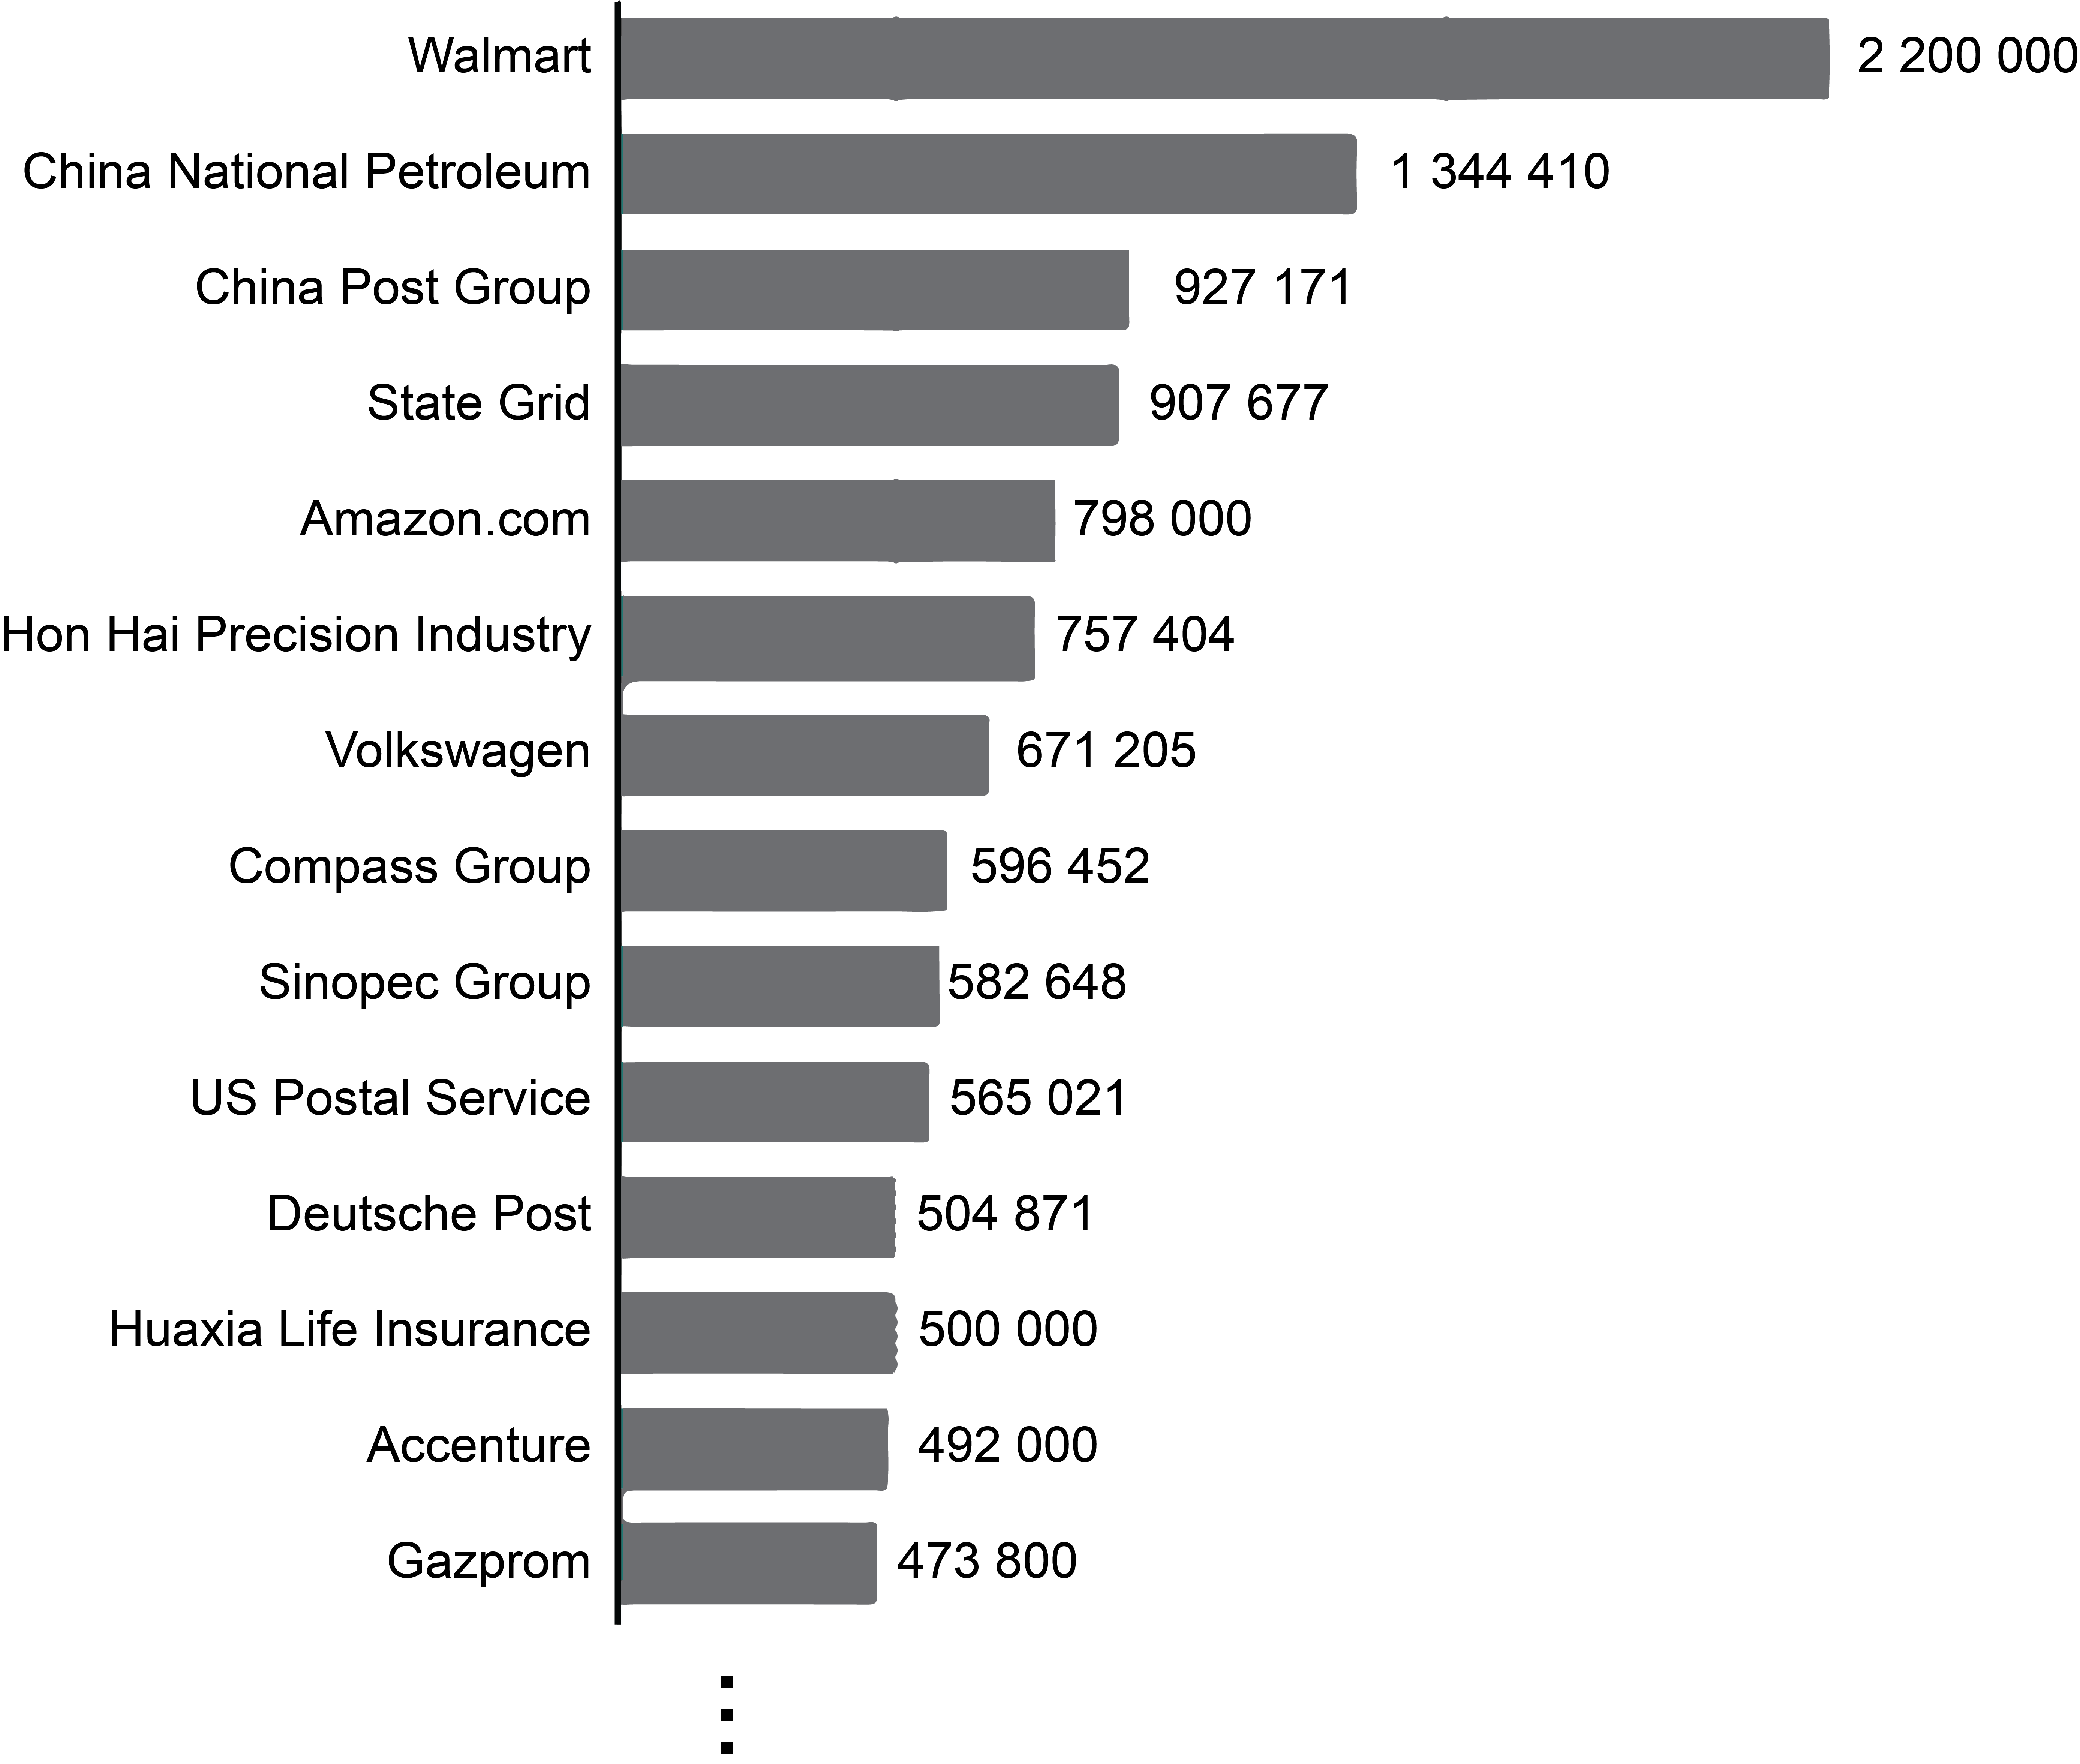 Walmart 2 200 000
China National Petroleum 1 344 410
China Post Group 927 171
State Grid 907 677
Amazon.com 798 000
Hon Hai Precision Industry 757 404
Volkswagen 671 205
Compass Group 596 452
Sinopec Group 582 648
US Postal Service 565 021
Deutsche Post 504 871
Huaxia Life Insurance 500 000
Accenture 492 000
Gazprom 473 800